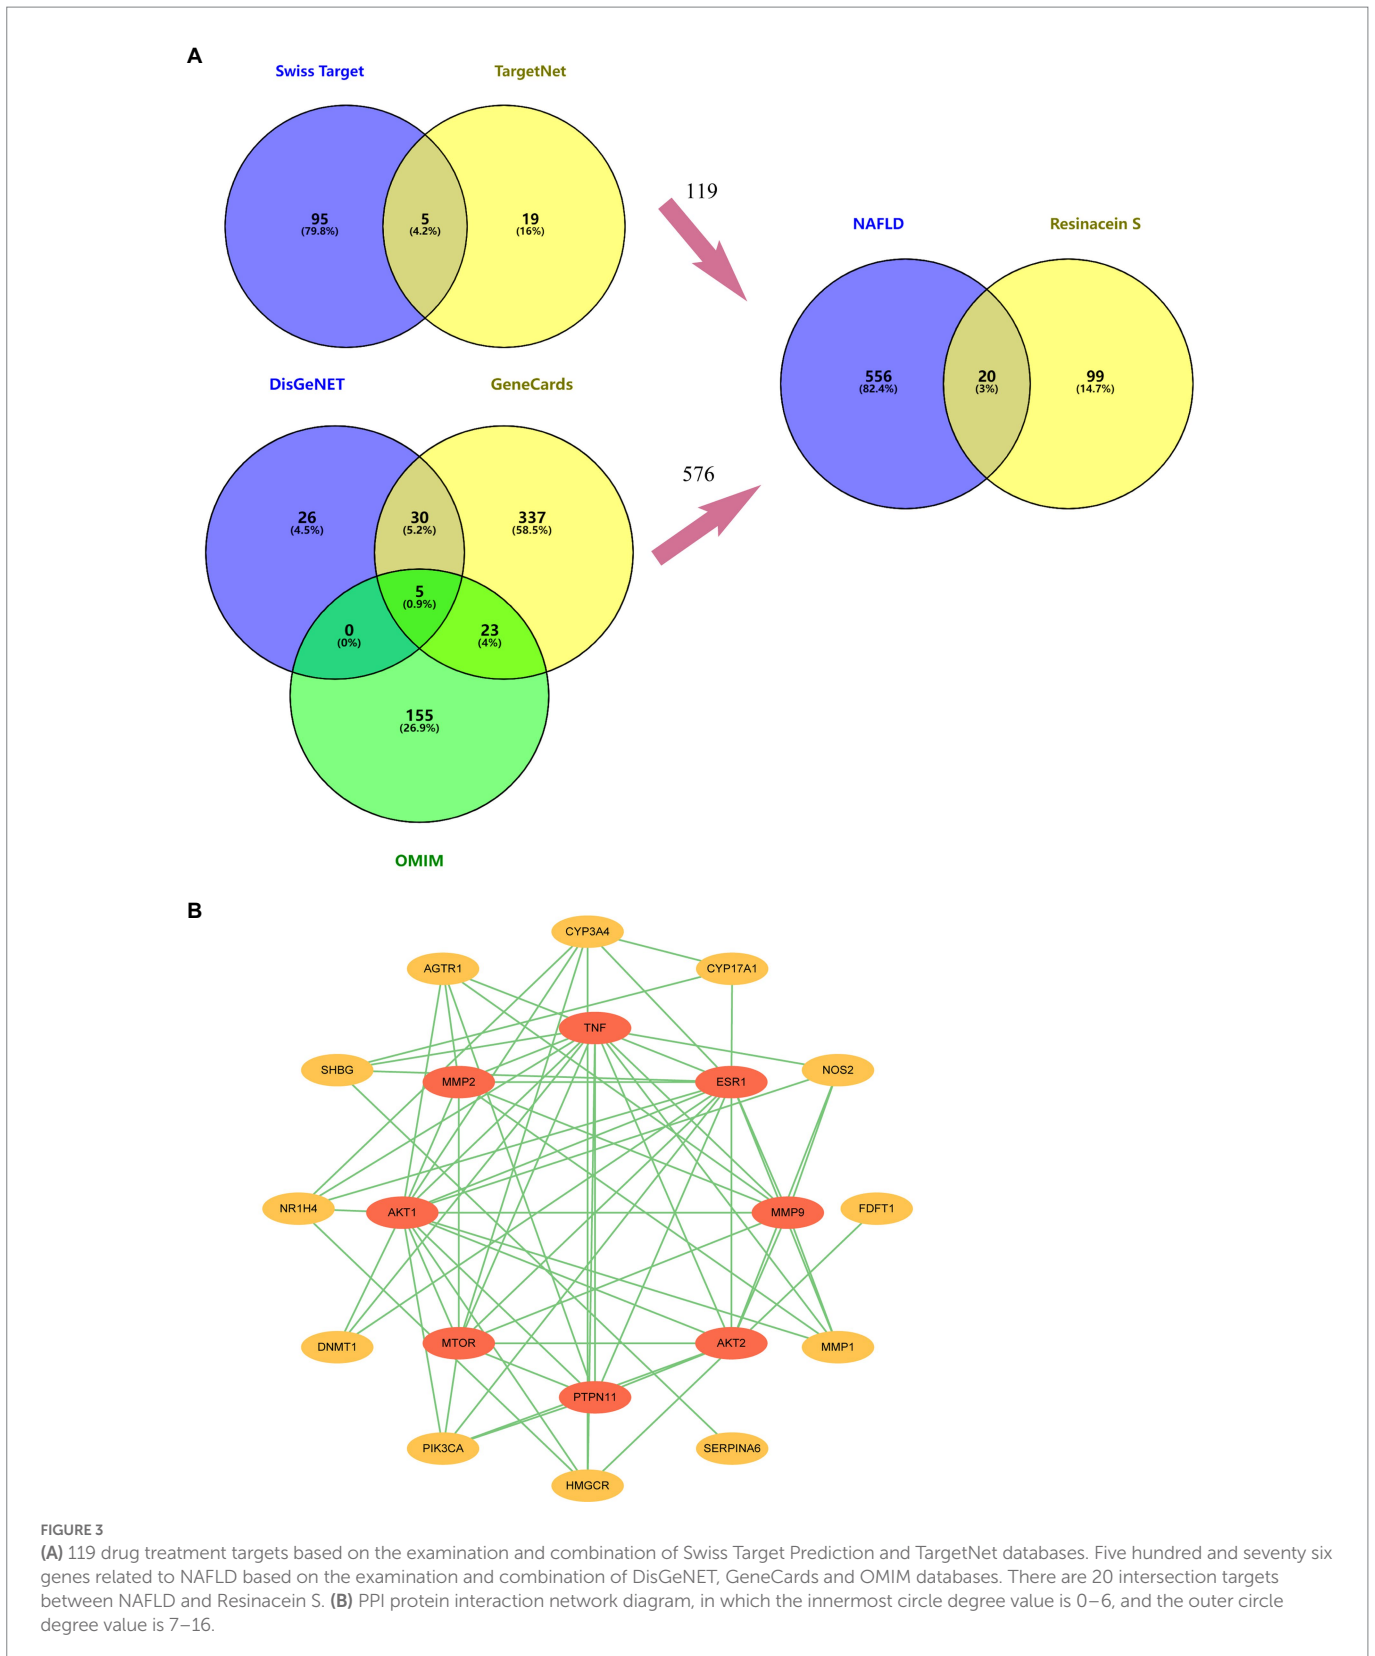 A
Swiss Target
TargetNet
95
(79.8%)
5
(4.2%)
19
(16%)
119
NAFLD
Resinacein S
556
(82.4%)
20
(3%)
99
(14.7%)
DisGeNET
GeneCards
26
(4.5%)
30
(5.2%)
337
(58.5%)
576
5
(0.9%)
0
(0%)
23
(4%)
155
(26.9%)
OMIM
B
CYP3A4
AGTR1
CYP17A1
TNF
SHBG
MMP2
ESR1
NOS2
NR1H4
AKT1
MMP9
FDFT1
DNMT1
MTOR
AKT2
MMP1
PTPN11
PIK3CA
SERPINA6
HMGCR
FIGURE 3
(A) 119 drug treatment targets based on the examination and combination of Swiss Target Prediction and TargetNet databases. Five hundred and seventy six
genes related to NAFLD based on the examination and combination of DisGeNET, GeneCards and OMIM databases. There are 20 intersection targets
between NAFLD and Resinacein S. (B) PPI protein interaction network diagram, in which the innermost circle degree value is 0–6, and the outer circle
degree value is 7–16.